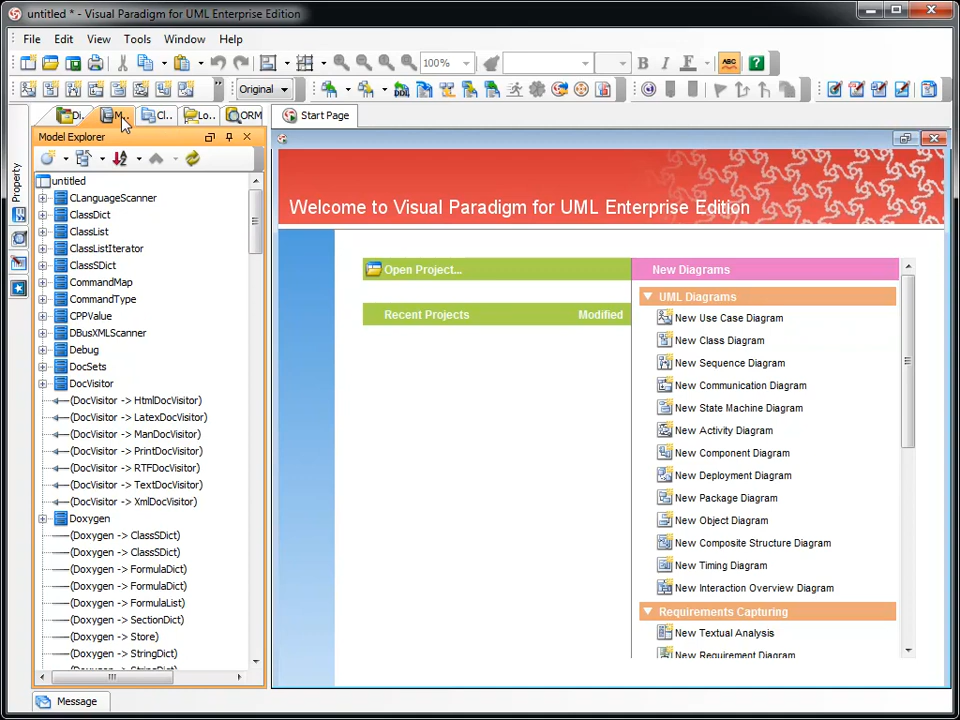 untitled * - Visual Paradigm for UML Enterprise Edition
File Edit View Tools Window Help
100%
B I F ABC ?
Original
DDL
Di.. M.. Cl.. Lo.. ORM
Start Page
Property
Model Explorer
untitled
CLanguageScanner
ClassDict
ClassList
ClassListIterator
ClassSDict
CommandMap
CommandType
CPPValue
DBusXMLScanner
Debug
DocSets
DocVisitor
(DocVisitor -> HtmlDocVisitor)
(DocVisitor -> LatexDocVisitor)
(DocVisitor -> ManDocVisitor)
(DocVisitor -> PrintDocVisitor)
(DocVisitor -> RTFDocVisitor)
(DocVisitor -> TextDocVisitor)
(DocVisitor -> XmlDocVisitor)
Doxygen
(Doxygen -> ClassSDict)
(Doxygen -> ClassSDict)
(Doxygen -> FormulaDict)
(Doxygen -> FormulaDict)
(Doxygen -> FormulaList)
(Doxygen -> SectionDict)
(Doxygen -> Store)
(Doxygen -> StringDict)
(Doxygen -> StringDict)
Message
Welcome to Visual Paradigm for UML Enterprise Edition
Open Project...
Recent Projects Modified
New Diagrams
UML Diagrams
New Use Case Diagram
New Class Diagram
New Sequence Diagram
New Communication Diagram
New State Machine Diagram
New Activity Diagram
New Component Diagram
New Deployment Diagram
New Package Diagram
New Object Diagram
New Composite Structure Diagram
New Timing Diagram
New Interaction Overview Diagram
Requirements Capturing
New Textual Analysis
New Requirement Diagram